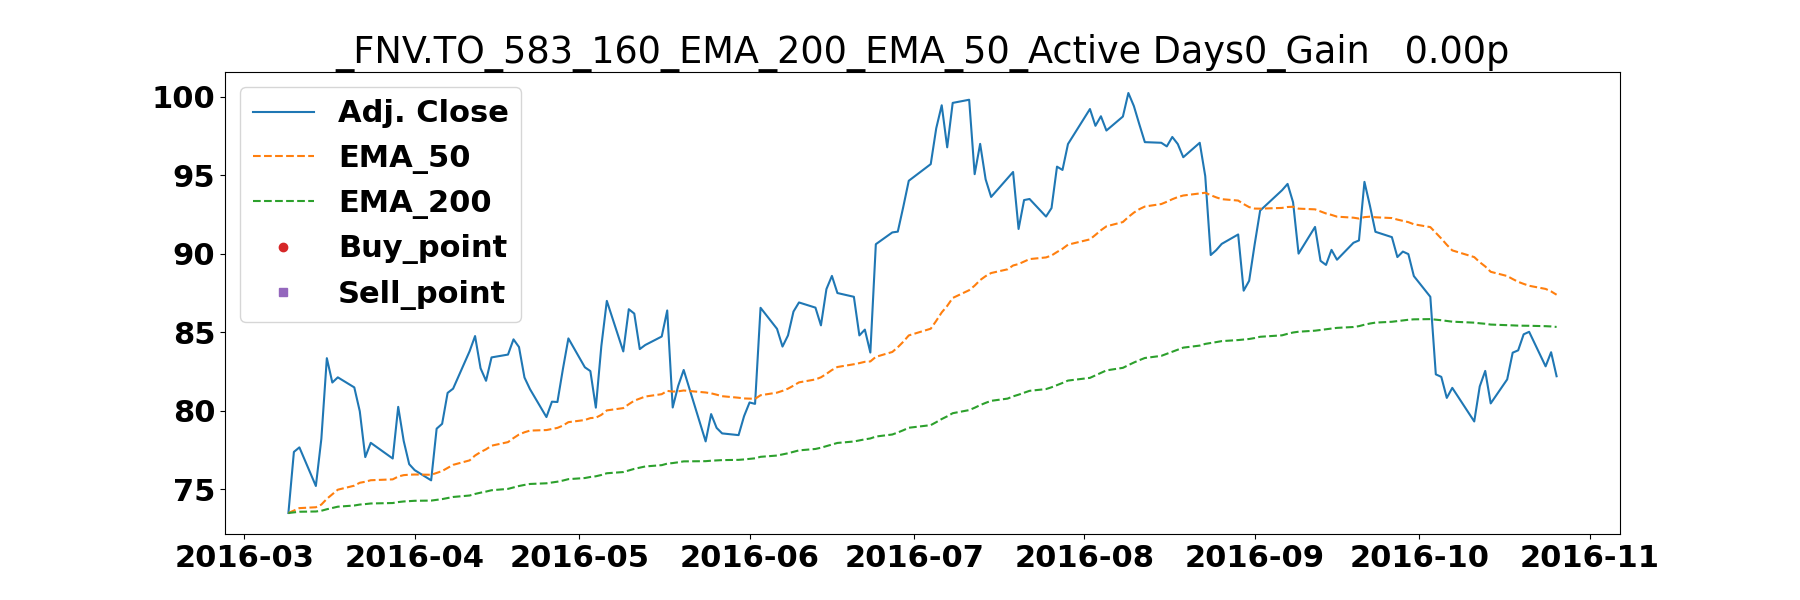 _FNV.TO_583_160_EMA_200_EMA_50_Active Days0_Gain   0.00p
100
95
90
85
80
75
Adj. Close
EMA_50
EMA_200
Buy_point
Sell_point
2016-03 2016-04 2016-05 2016-06 2016-07 2016-08 2016-09 2016-10 2016-11